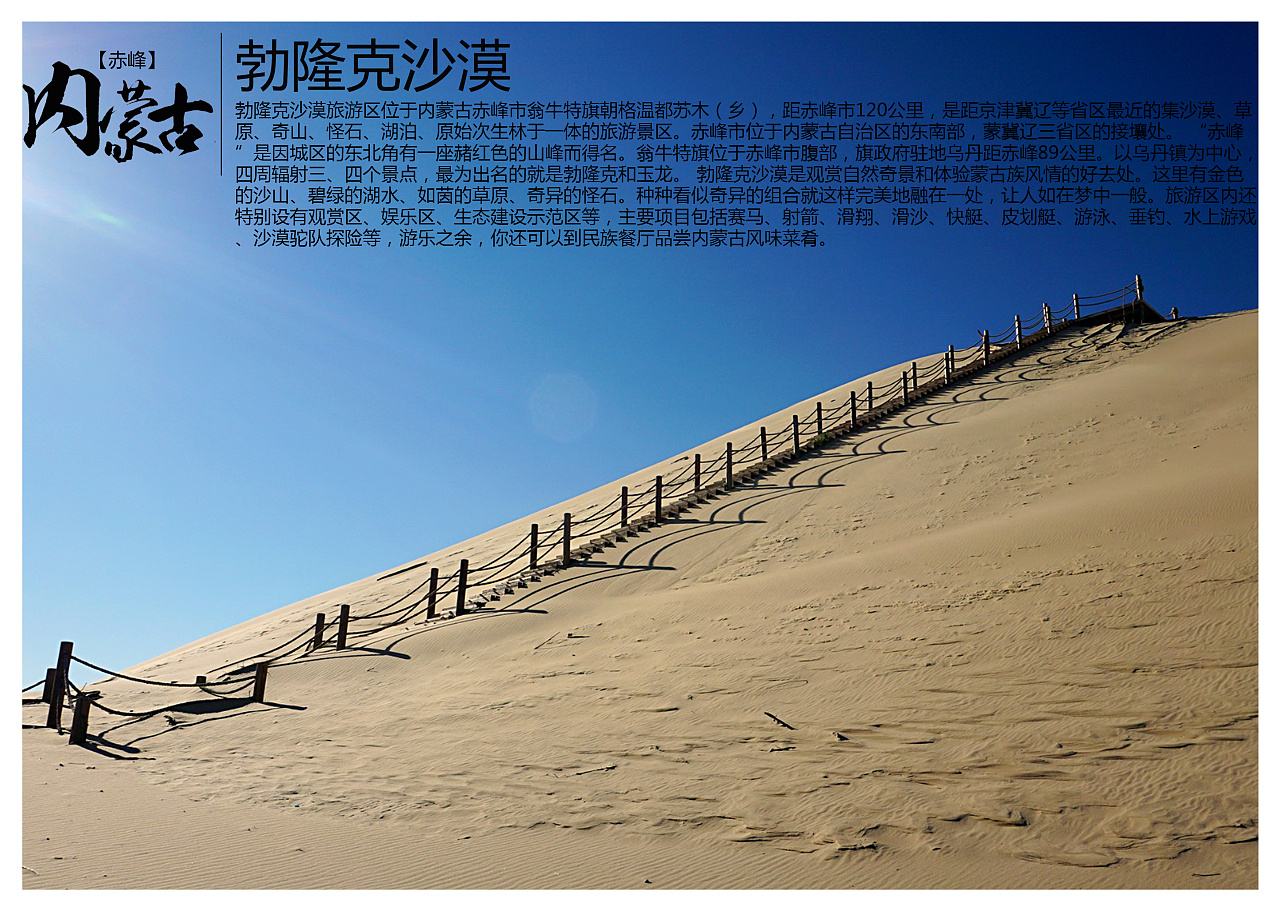 【赤峰】
内蒙古
勃隆克沙漠
勃隆克沙漠旅游区位于内蒙古赤峰市翁牛特旗朝格温都苏木（乡），距赤峰市120公里，是距京津冀辽等省区最近的集沙漠、草
原、奇山、怪石、湖泊、原始次生林于一体的旅游景区。赤峰市位于内蒙古自治区的东南部，蒙冀辽三省区的接壤处。 “赤峰
”是因城区的东北角有一座赭红色的山峰而得名。翁牛特旗位于赤峰市腹部，旗政府驻地乌丹距赤峰89公里。以乌丹镇为中心，
四周辐射三、四个景点，最为出名的就是勃隆克和玉龙。 勃隆克沙漠是观赏自然奇景和体验蒙古族风情的好去处。这里有金色
的沙山、碧绿的湖水、如茵的草原、奇异的怪石。种种看似奇异的组合就这样完美地融在一处，让人如在梦中一般。旅游区内还
特别设有观赏区、娱乐区、生态建设示范区等，主要项目包括赛马、射箭、滑翔、滑沙、快艇、皮划艇、游泳、垂钓、水上游戏
、沙漠驼队探险等，游乐之余，你还可以到民族餐厅品尝内蒙古风味菜肴。